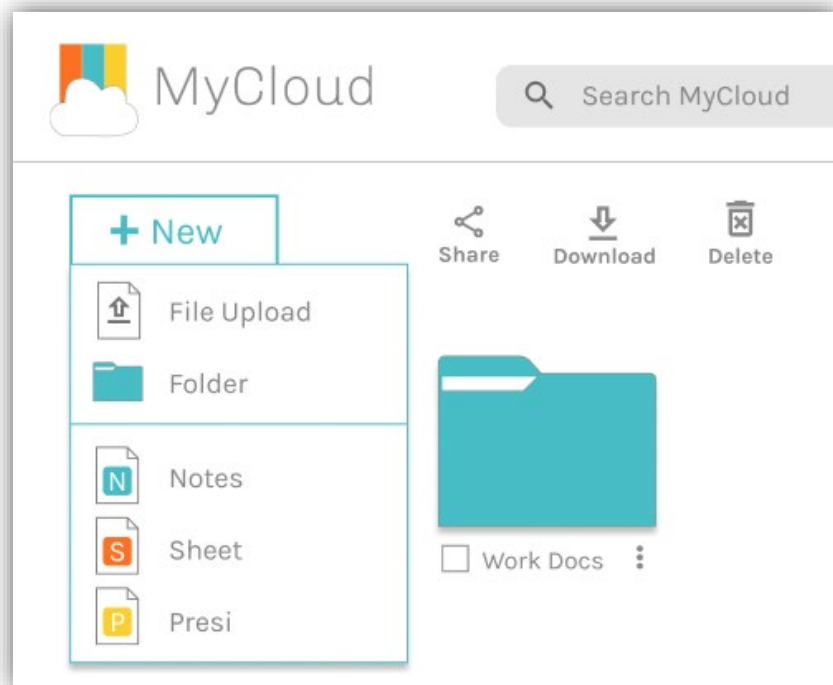 MyCloud
Search MyCloud
+ New
Share
Download
Delete
File Upload
Folder
N Notes
S Sheet
P Presi
Work Docs